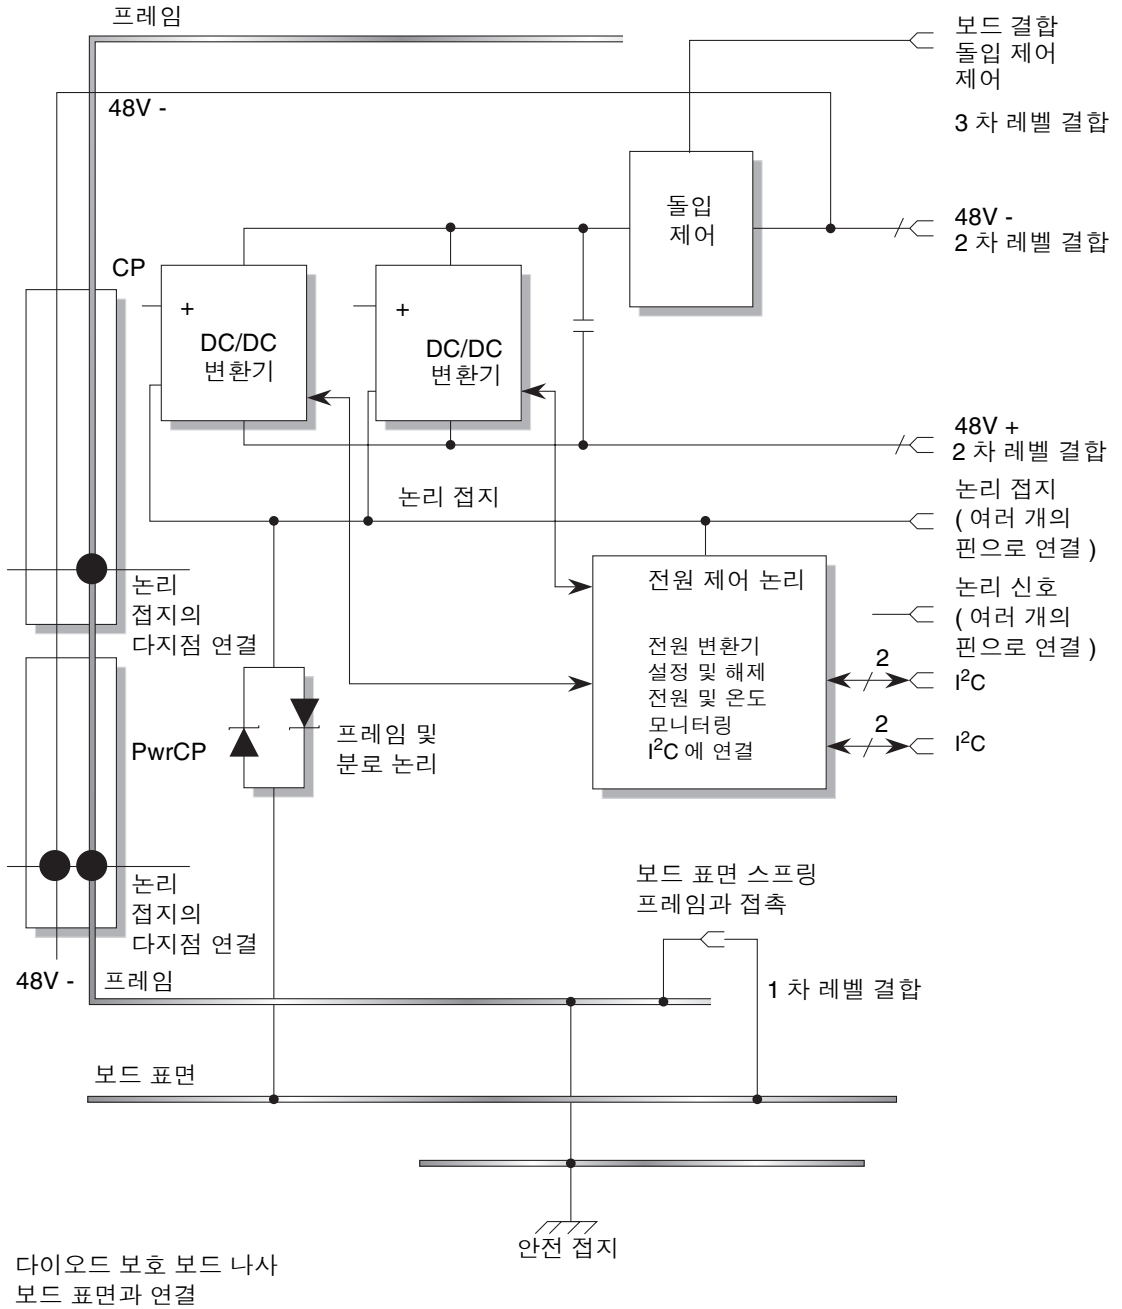 프레임
보드 결합
돌입 제어
제어
3 차 레벨 결합
48V -
돌입
제어
48V -
2 차 레벨 결합
CP
+
DC/DC
변환기
+
DC/DC
변환기
48V +
2 차 레벨 결합
논리 접지
논리 접지
( 여러 개의
핀으로 연결 )
논리
접지의
다지점 연결
전원 제어 논리
전원 변환기
설정 및 해제
전원 및 온도
모니터링
I²C 에 연결
논리 신호
( 여러 개의
핀으로 연결 )
2
I²C
2
I²C
PwrCP
프레임 및
분로 논리
논리
접지의
다지점 연결
보드 표면 스프링
프레임과 접촉
48V -
프레임
1 차 레벨 결합
보드 표면
안전 접지
다이오드 보호 보드 나사
보드 표면과 연결